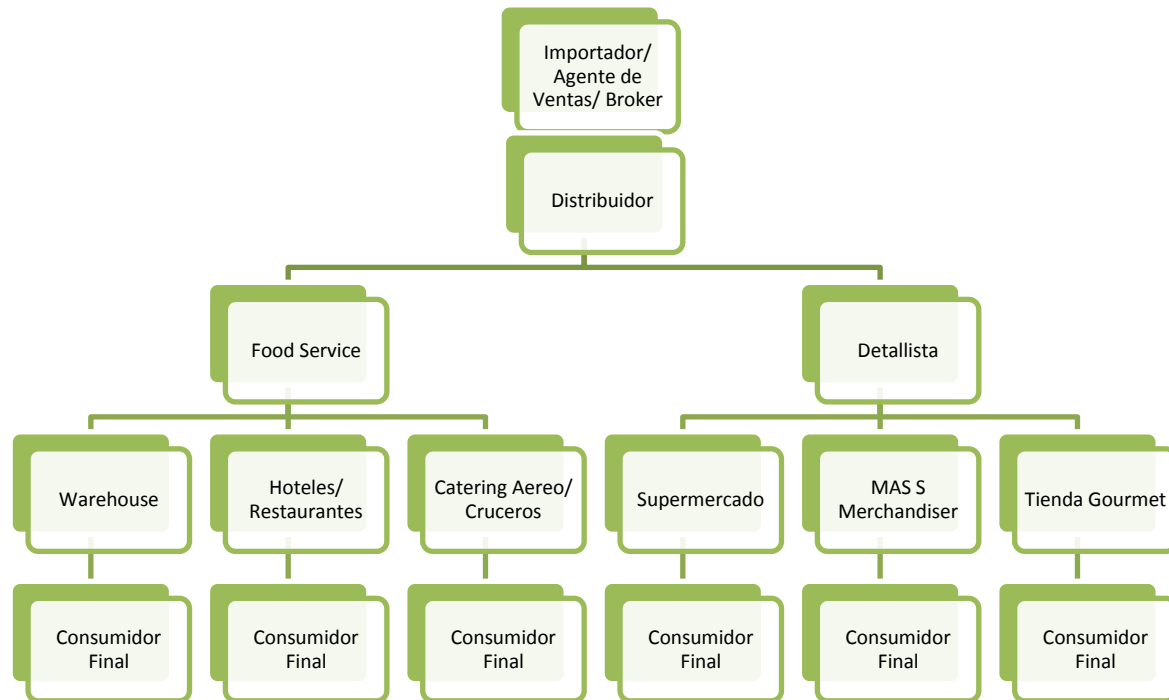 Importador/
Agente de
Ventas/ Broker
Distribuidor
Food Service
Detallista
Warehouse
Hoteles/
Restaurantes
Catering Aereo/
Cruceros
Supermercado
MAS S
Merchandiser
Tienda Gourmet
Consumidor
Final
Consumidor
Final
Consumidor
Final
Consumidor
Final
Consumidor
Final
Consumidor
Final